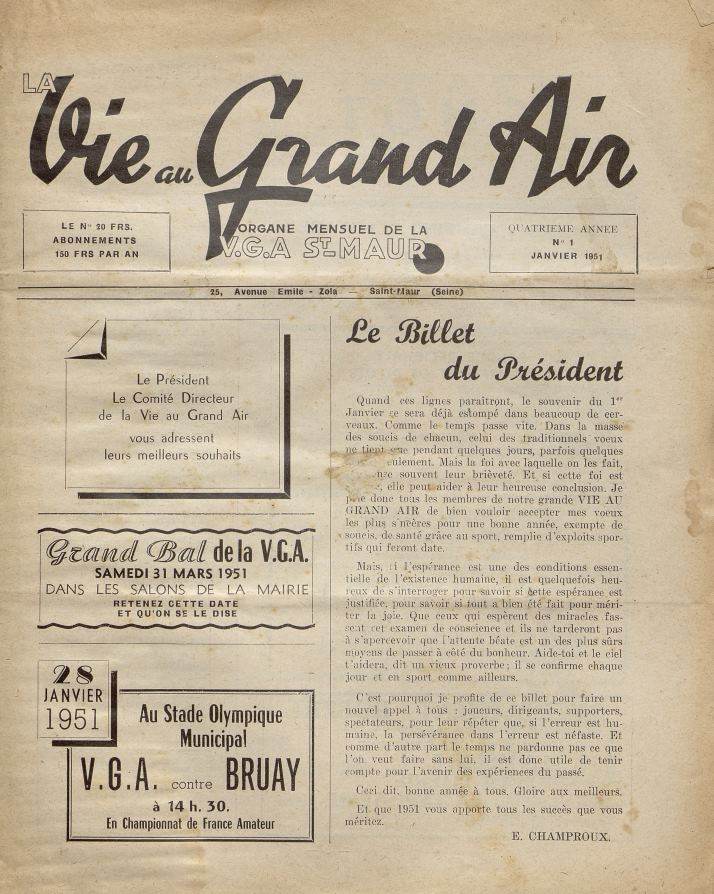 LA
Vie au Grand Air
LE N° 20 FRS.
ABONNEMENTS
150 FRS PAR AN
ORGANE MENSUEL DE LA
V.G.A ST-MAUR
QUATRIEME ANNEE
N° 1
JANVIER 1951
25, Avenue Emile - Zola — Saint-Maur (Seine)
Le Président
Le Comité Directeur
de la Vie au Grand Air
vous adressent
leurs meilleurs souhaits
Grand Bal de la V.G.A.
SAMEDI 31 MARS 1951
DANS LES SALONS DE LA MAIRIE
RETENEZ CETTE DATE
ET QU'ON SE LE DISE
28
JANVIER
1951
Au Stade Olympique
Municipal
V.G.A. contre BRUAY
à 14 h. 30.
En Championnat de France Amateur
Le Billet
du Président
Quand ces lignes paraîtront, le souvenir du 1er
Janvier se sera déjà estompé dans beaucoup de cer-
veaux. Comme le temps passe vite. Dans la masse
des soucis de chacun, celui des traditionnels voeux
ne tient que pendant quelques jours, parfois quelques
eulement. Mais la foi avec laquelle on les fait,
souvent leur brièveté. Et si cette foi est
elle peut aider à leur heureuse conclusion. Je
prie donc tous les membres de notre grande VIE AU
GRAND AIR de bien vouloir accepter mes voeux
les plus sincères pour une bonne année, exempte de
soucis, de santé grâce au sport, remplie d'exploits spor-
tifs qui feront date.
Mais, si l'espérance est une des conditions essen-
tielle de l'existence humaine, il est quelquefois heu-
reux de s'interroger pour savoir si cette espérance est
justifiée, pour savoir si tout a bien été fait pour méri-
ter la joie. Que ceux qui espèrent des miracles fas-
sent cet examen de conscience et ils ne tarderont pas
à s'apercevoir que l'attente béate est un des plus sûrs
moyens de passer à côté du bonheur. Aide-toi et le ciel
t'aidera, dit un vieux proverbe; il se confirme chaque
jour et en sport comme ailleurs.
C'est pourquoi je profite de ce billet pour faire un
nouvel appel à tous : joueurs, dirigeants, supporters,
spectateurs, pour leur répéter que, si l'erreur est hu-
maine, la persévérance dans l'erreur est néfaste. Et
comme d'autre part le temps ne pardonne pas ce que
l'on veut faire sans lui, il est donc utile de tenir
compte pour l'avenir des expériences du passé.
Ceci dit, bonne année à tous. Gloire aux meilleurs.
Et que 1951 vous apporte tous les succès que vous
méritez.
E. CHAMPROUX.